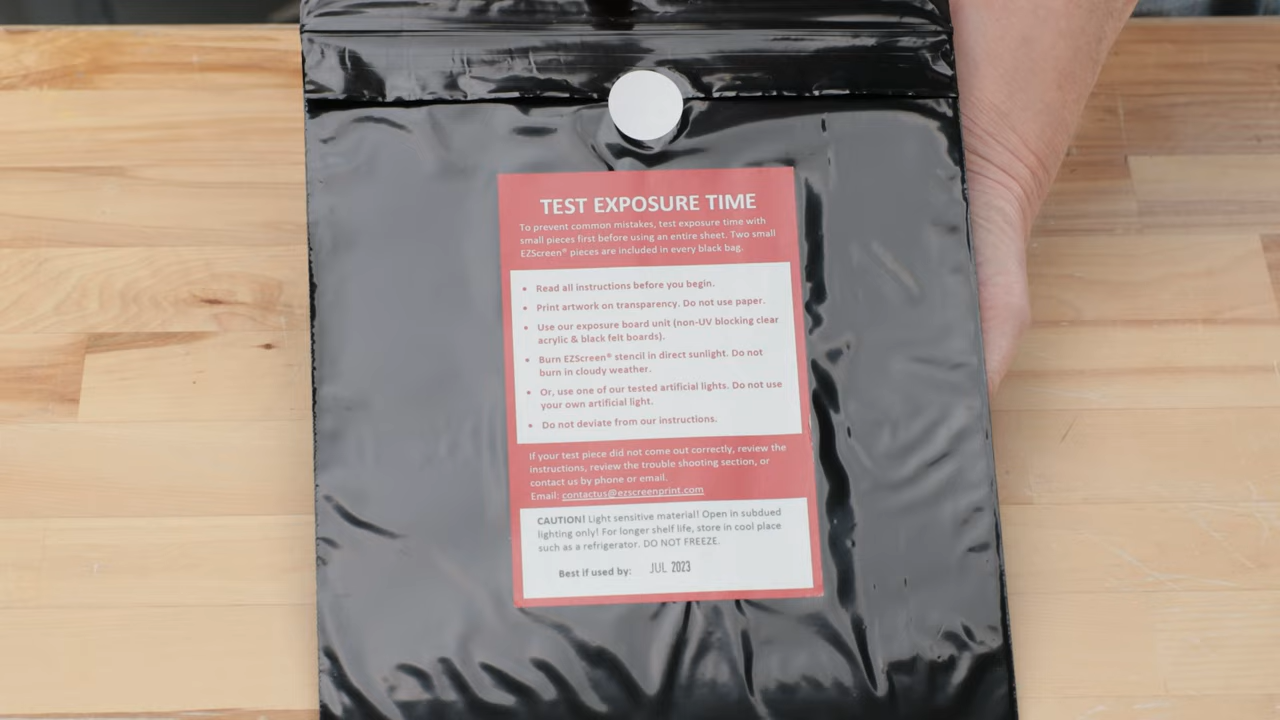 TEST EXPOSURE TIME
To prevent common mistakes, test exposure time with
small pieces first before using an entire sheet. Two small
EZScreen® pieces are included in every black bag.
• Read all instructions before you begin.
• Print artwork on transparency. Do not use paper.
• Use our exposure board unit (non-UV blocking clear
acrylic & black felt boards).
• Burn EZScreen® stencil in direct sunlight. Do not
burn in cloudy weather.
• Or, use one of our tested artificial lights. Do not use
your own artificial light.
• Do not deviate from our instructions.
If your test piece did not come out correctly, review the
instructions, review the trouble shooting section, or
contact us by phone or email.
Email: contactus@ezscreenprint.com
CAUTION! Light sensitive material! Open in subdued
lighting only! For longer shelf life, store in cool place
such as a refrigerator. DO NOT FREEZE.
Best if used by: JUL 2023